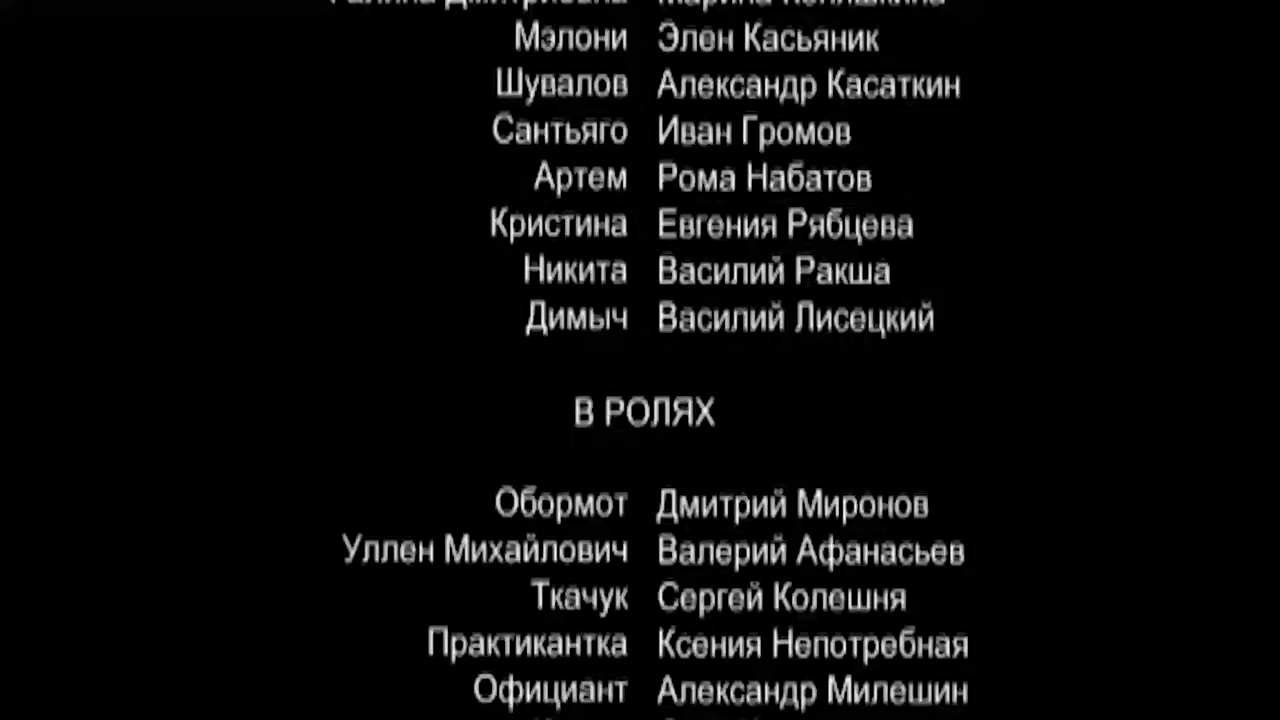 Мэлони Элен Касьяник
Шувалов Александр Касаткин
Сантьяго Иван Громов
Артем Рома Набатов
Кристина Евгения Рябцева
Никита Василий Ракша
Димыч Василий Лисецкий
В РОЛЯХ
Обормот Дмитрий Миронов
Уллен Михайлович Валерий Афанасьев
Ткачук Сергей Колешня
Практикантка Ксения Непотребная
Официант Александр Милешин